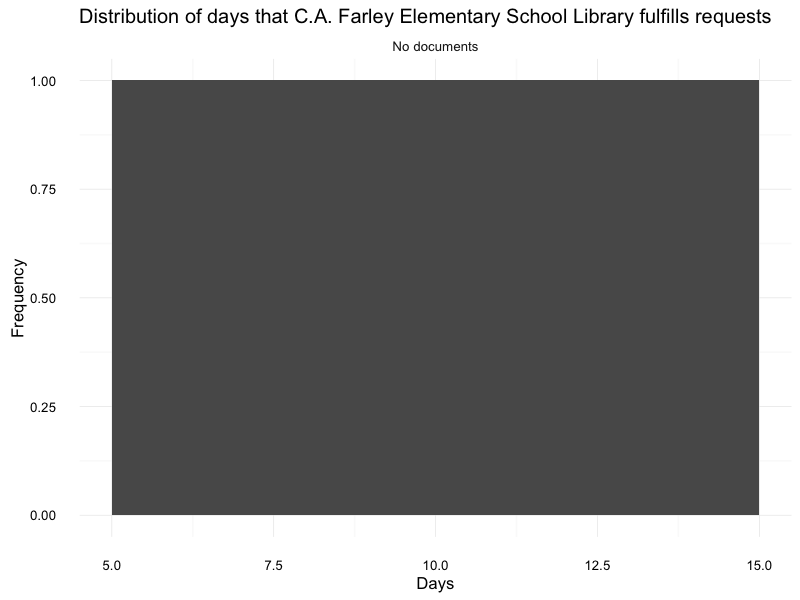 Distribution of days that C.A. Farley Elementary School Library fulfills requests
No documents
1.00
0.75
0.50
0.25
0.00
Frequency
5.0 7.5 10.0 12.5 15.0
Days